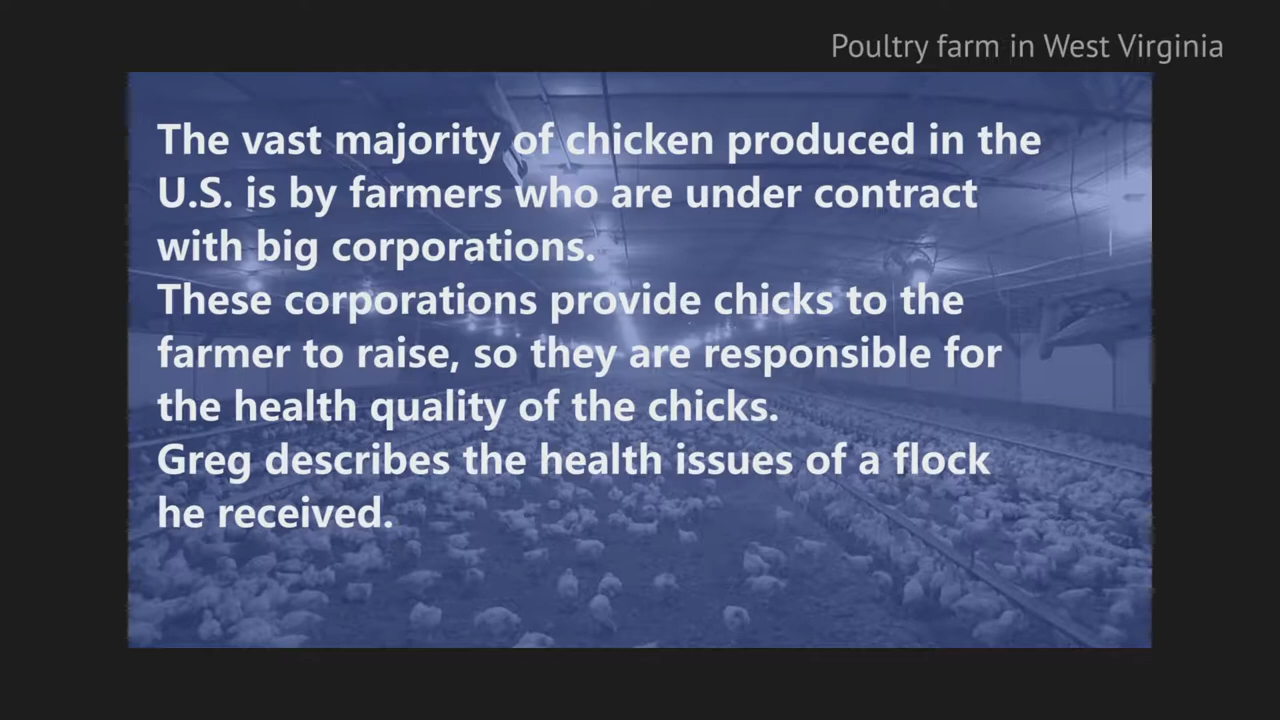 Poultry farm in West Virginia
The vast majority of chicken produced in the
U.S. is by farmers who are under contract
with big corporations.
These corporations provide chicks to the
farmer to raise, so they are responsible for
the health quality of the chicks.
Greg describes the health issues of a flock
he received.